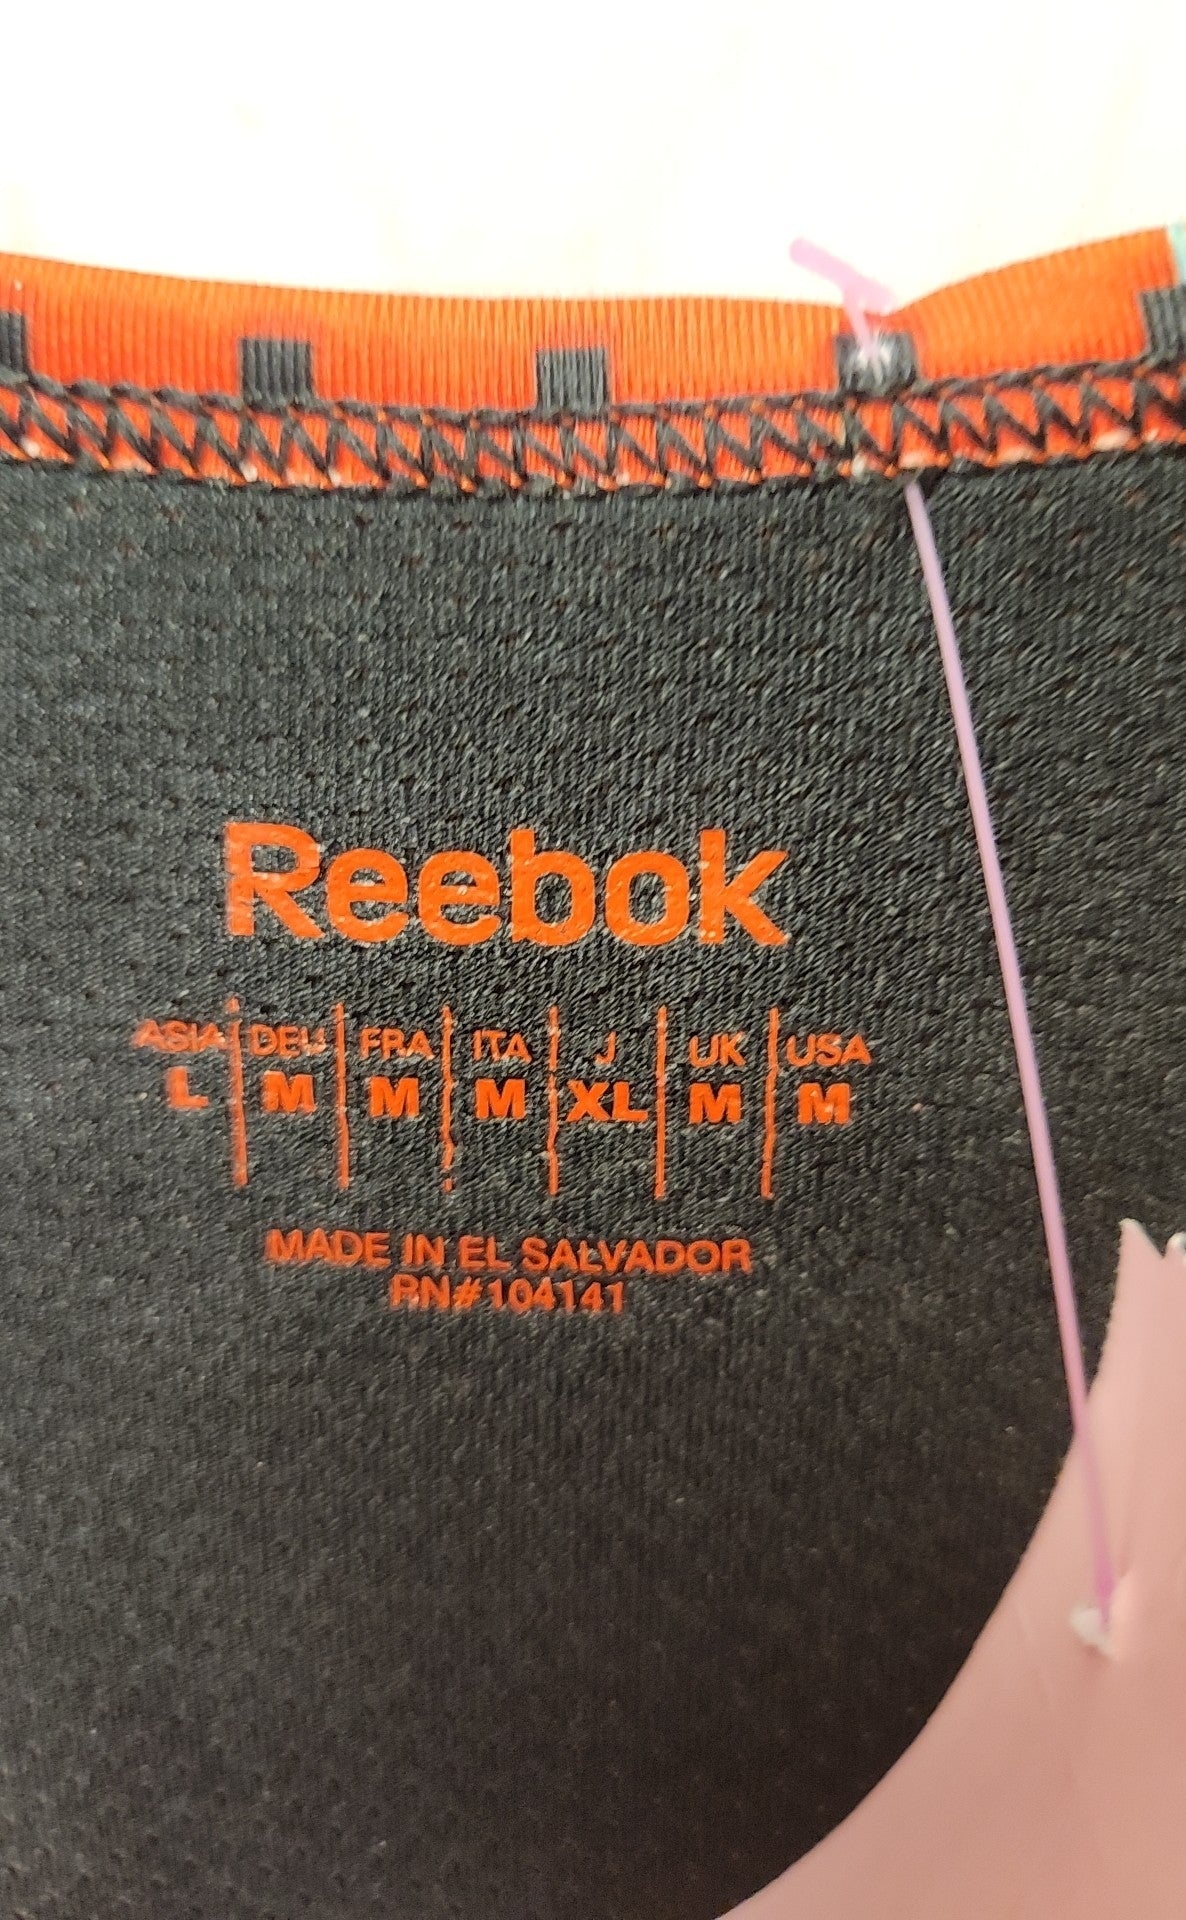 Reebok
ASIA DEU FRA ITA J UK USA
L M M M XL M M
MADE IN EL SALVADOR
RN#104141